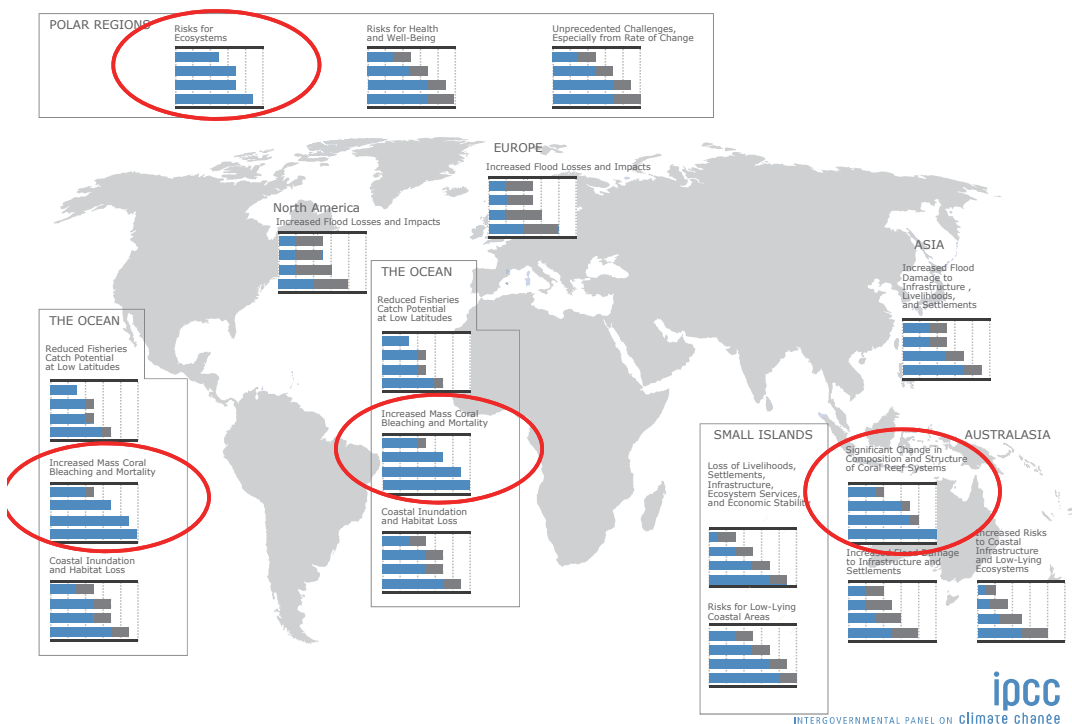 POLAR REGIONS
Risks for
Ecosystems
Risks for Health
and Well-Being
Unprecedented Challenges,
Especially from Rate of Change
EUROPE
Increased Flood Losses and Impacts
North America
Increased Flood Losses and Impacts
ASIA
Increased Flood
Damage to
Infrastructure ,
Livelihoods,
and Settlements
THE OCEAN
Reduced Fisheries
Catch Potential
at Low Latitudes
Increased Mass Coral
Bleaching and Mortality
Coastal Inundation
and Habitat Loss
THE OCEAN
Reduced Fisheries
Catch Potential
at Low Latitudes
Increased Mass Coral
Bleaching and Mortality
Coastal Inundation
and Habitat Loss
SMALL ISLANDS
Loss of Livelihoods,
Settlements,
Infrastructure,
Ecosystem Services,
and Economic Stability
Risks for Low-Lying
Coastal Areas
AUSTRALASIA
Significant Change in
Composition and Structure
of Coral Reef Systems
Increased Flood Damage
to Infrastructure and
Settlements
Increased Risks
to Coastal
Infrastructure
and Low-Lying
Ecosystems
ipcc
INTERGOVERNMENTAL PANEL ON climate change